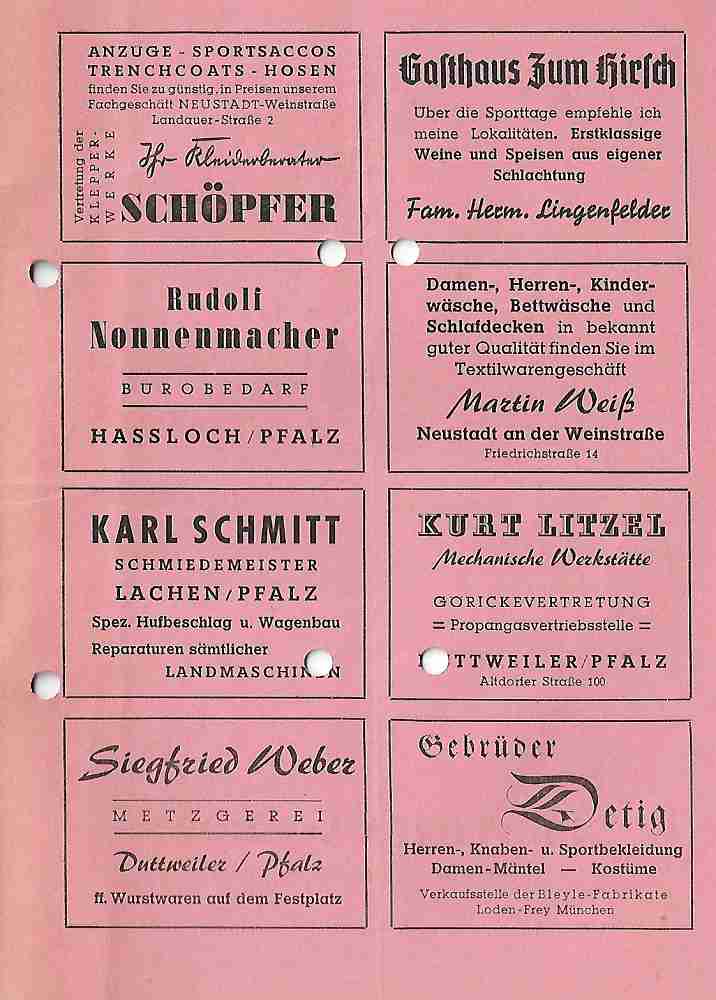 ANZÜGE - SPORTSACCOS
TRENCHCOATS - HOSEN
finden Sie zu günstig. in Preisen unserem
Fachgeschäft NEUSTADT-Weinstraße
Landauer-Straße 2
Vertretung der
KLEPPER-
WERKE
Ihr Kleiderberater
SCHÖPFER
Gasthaus Zum Hirsch
Über die Sporttage empfehle ich
meine Lokalitäten. Erstklassige
Weine und Speisen aus eigener
Schlachtung
Fam. Herm. Lingenfelder
Rudolf
Nonnenmacher
BÜROBEDARF
HASSLOCH/PFALZ
Damen-, Herren-, Kinder-
wäsche, Bettwäsche und
Schlafdecken in bekannt
guter Qualität finden Sie im
Textilwarengeschäft
Martin Weiß
Neustadt an der Weinstraße
Friedrichstraße 14
KARL SCHMITT
SCHMIEDEMEISTER
LACHEN/PFALZ
Spez. Hufbeschlag u. Wagenbau
Reparaturen sämtlicher
LANDMASCHINEN
KURT LITZEL
Mechanische Werkstätte
GÖRICKEVERTRETUNG
= Propangasvertriebsstelle =
DUTTWEILER/PFALZ
Altdorfer Straße 100
Siegfried Weber
METZGEREI
Duttweiler / Pfalz
ff. Wurstwaren auf dem Festplatz
Gebrüder
Detig
Herren-, Knaben- u. Sportbekleidung
Damen-Mäntel — Kostüme
Verkaufsstelle der Bleyle-Fabrikate
Loden-Frey München